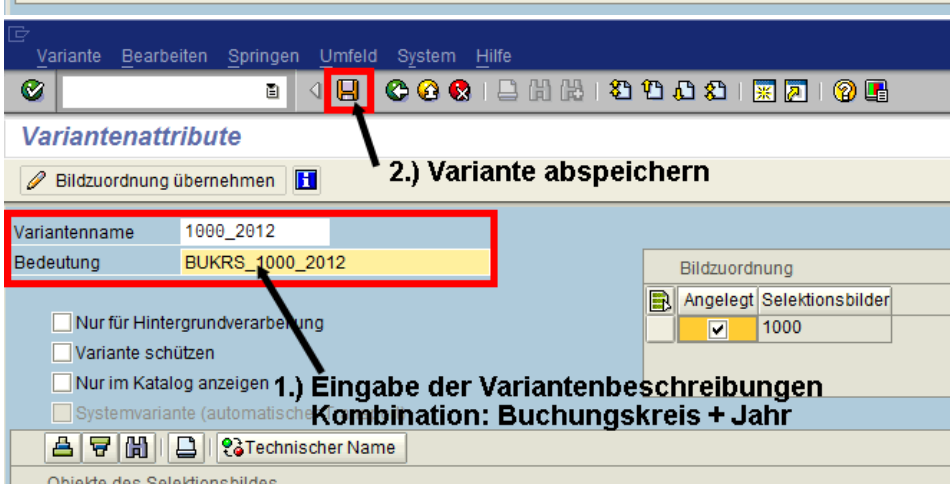 Variante Bearbeiten Springen Umfeld System Hilfe
Variantenattribute
Bildzuordnung übernehmen
2.) Variante abspeichern
Variantenname 1000_2012
Bedeutung BUKRS_1000_2012
Bildzuordnung
Angelegt Selektionsbilder
1000
Nur für Hintergrundverarbeitung
Variante schützen
Nur im Katalog anzeigen
1.) Eingabe der Variantenbeschreibungen
Kombination: Buchungskreis + Jahr
Systemvariante (automatische
Technischer Name
Objekte des Selektionsbildes